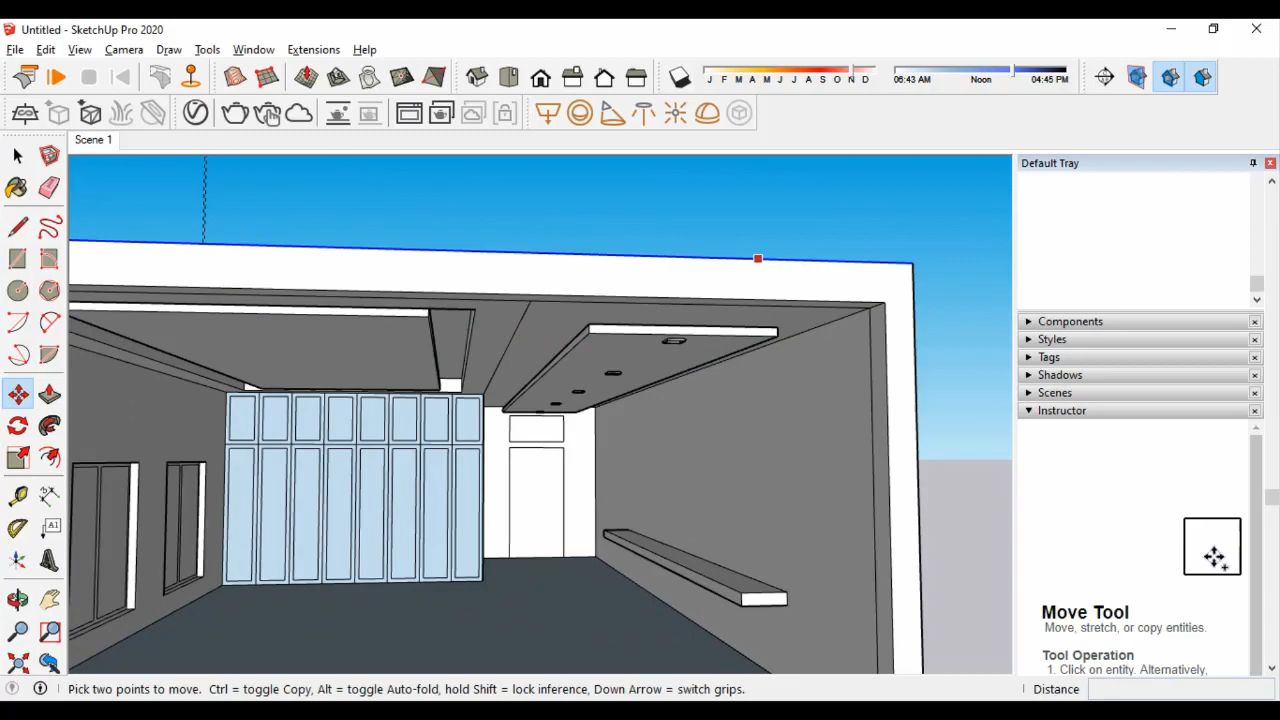 Untitled - SketchUp Pro 2020
File Edit View Camera Draw Tools Window Extensions Help
J F M A M J J A S O N D
06:43 AM Noon 04:45 PM
Scene 1
Default Tray
Components
Styles
Tags
Shadows
Scenes
Instructor
A1
Move Tool
Move, stretch, or copy entities.
Tool Operation
1. Click on entity. Alternatively,
Pick two points to move. Ctrl = toggle Copy, Alt = toggle Auto-fold, hold Shift = lock inference, Down Arrow = switch grips.
Distance